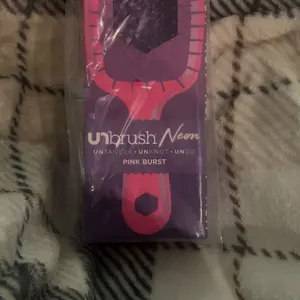 unbrush Neon
UNTANGLE • UNKNOT • UNDO
PINK BURST